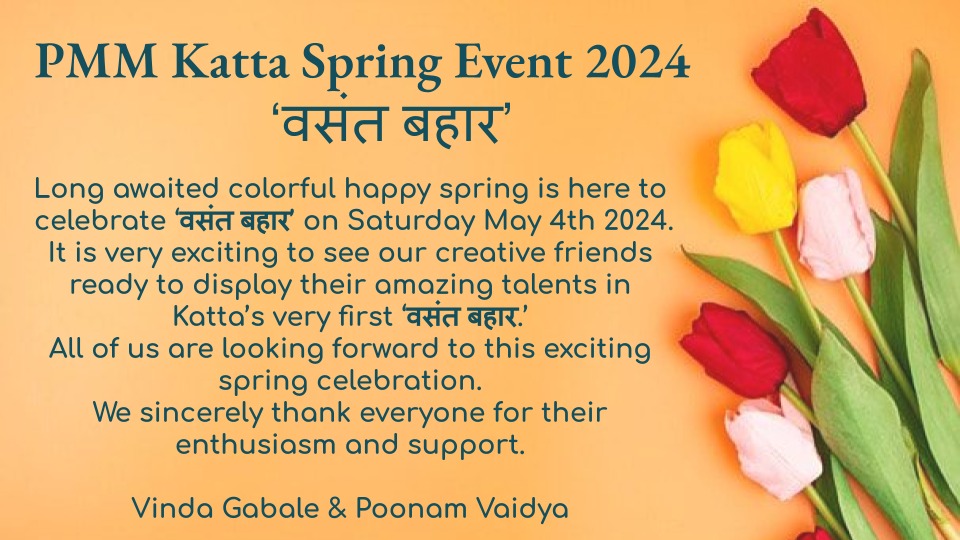 PMM Katta Spring Event 2024
‘वसंत बहार’
Long awaited colorful happy spring is here to
celebrate ‘वसंत बहार’ on Saturday May 4th 2024.
It is very exciting to see our creative friends
ready to display their amazing talents in
Katta’s very first ‘वसंत बहार.’
All of us are looking forward to this exciting
spring celebration.
We sincerely thank everyone for their
enthusiasm and support.
Vinda Gabale & Poonam Vaidya